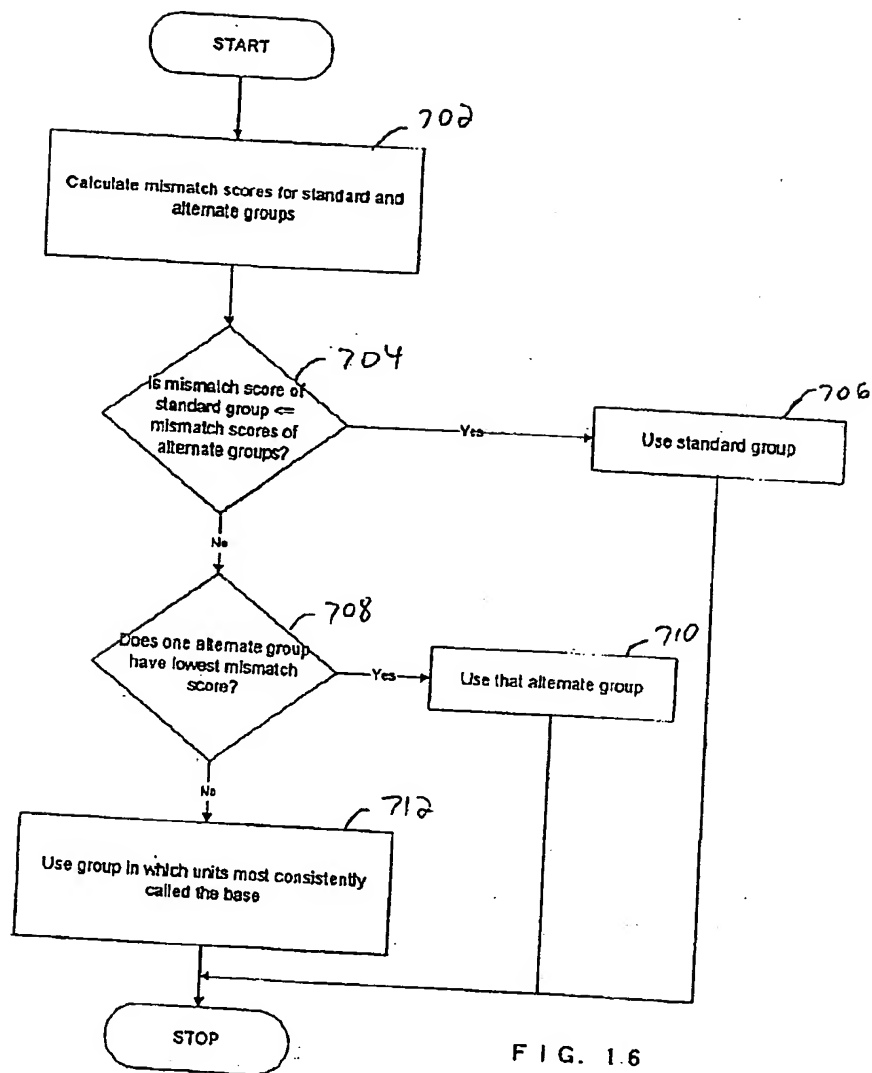 START
702
Calculate mismatch scores for standard and
alternate groups
704
Is mismatch score of
standard group <=
mismatch scores of
alternate groups?
Yes
706
Use standard group
No
708
Does one alternate group
have lowest mismatch
score?
Yes
710
Use that alternate group
No
712
Use group in which units most consistently
called the base
STOP
FIG. 16